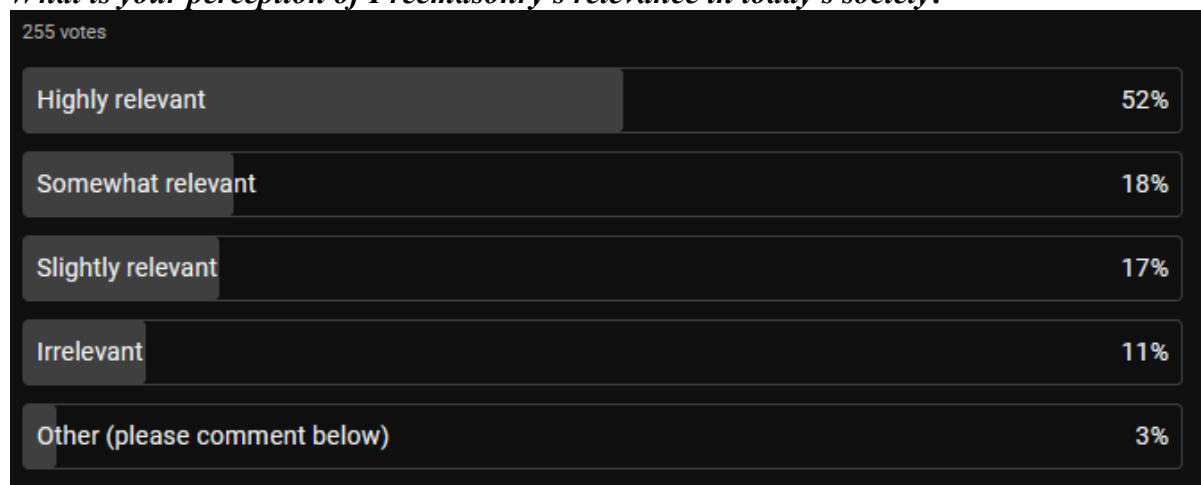 What is your perception of Freemasonry's relevance in today's society?
255 votes
Highly relevant 52%
Somewhat relevant 18%
Slightly relevant 17%
Irrelevant 11%
Other (please comment below) 3%